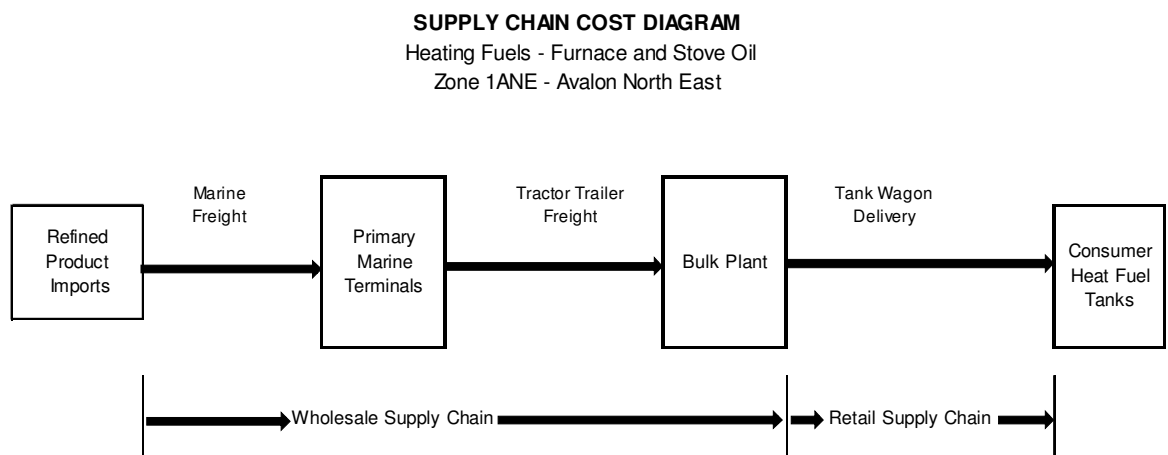 SUPPLY CHAIN COST DIAGRAM
Heating Fuels - Furnace and Stove Oil
Zone 1ANE - Avalon North East
Marine
Freight
Tractor Trailer
Freight
Tank Wagon
Delivery
Refined
Product
Imports
Primary
Marine
Terminals
Bulk Plant
Consumer
Heat Fuel
Tanks
Wholesale Supply Chain
Retail Supply Chain